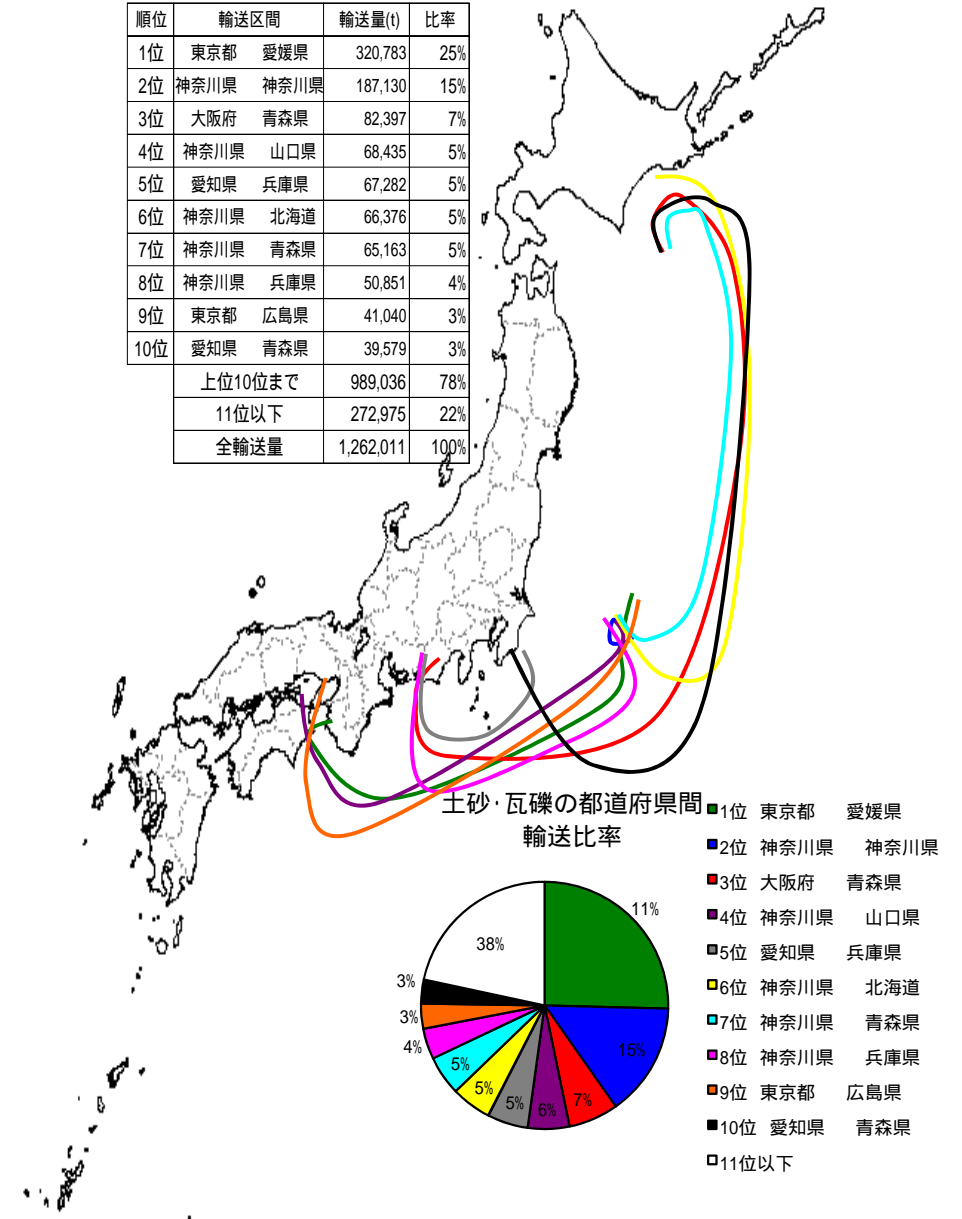 順位 輸送区間 輸送量(t) 比率
1位 東京都 愛媛県 320,783 25%
2位 神奈川県 神奈川県 187,130 15%
3位 大阪府 青森県 82,397 7%
4位 神奈川県 山口県 68,435 5%
5位 愛知県 兵庫県 67,282 5%
6位 神奈川県 北海道 66,376 5%
7位 神奈川県 青森県 65,163 5%
8位 神奈川県 兵庫県 50,851 4%
9位 東京都 広島県 41,040 3%
10位 愛知県 青森県 39,579 3%
上位10位まで 989,036 78%
11位以下 272,975 22%
全輸送量 1,262,011 100%
土砂・瓦礫の都道府県間
輸送比率
11%
15%
7%
6%
5%
5%
5%
4%
3%
3%
38%
1位 東京都 愛媛県
2位 神奈川県 神奈川県
3位 大阪府 青森県
4位 神奈川県 山口県
5位 愛知県 兵庫県
6位 神奈川県 北海道
7位 神奈川県 青森県
8位 神奈川県 兵庫県
9位 東京都 広島県
10位 愛知県 青森県
11位以下